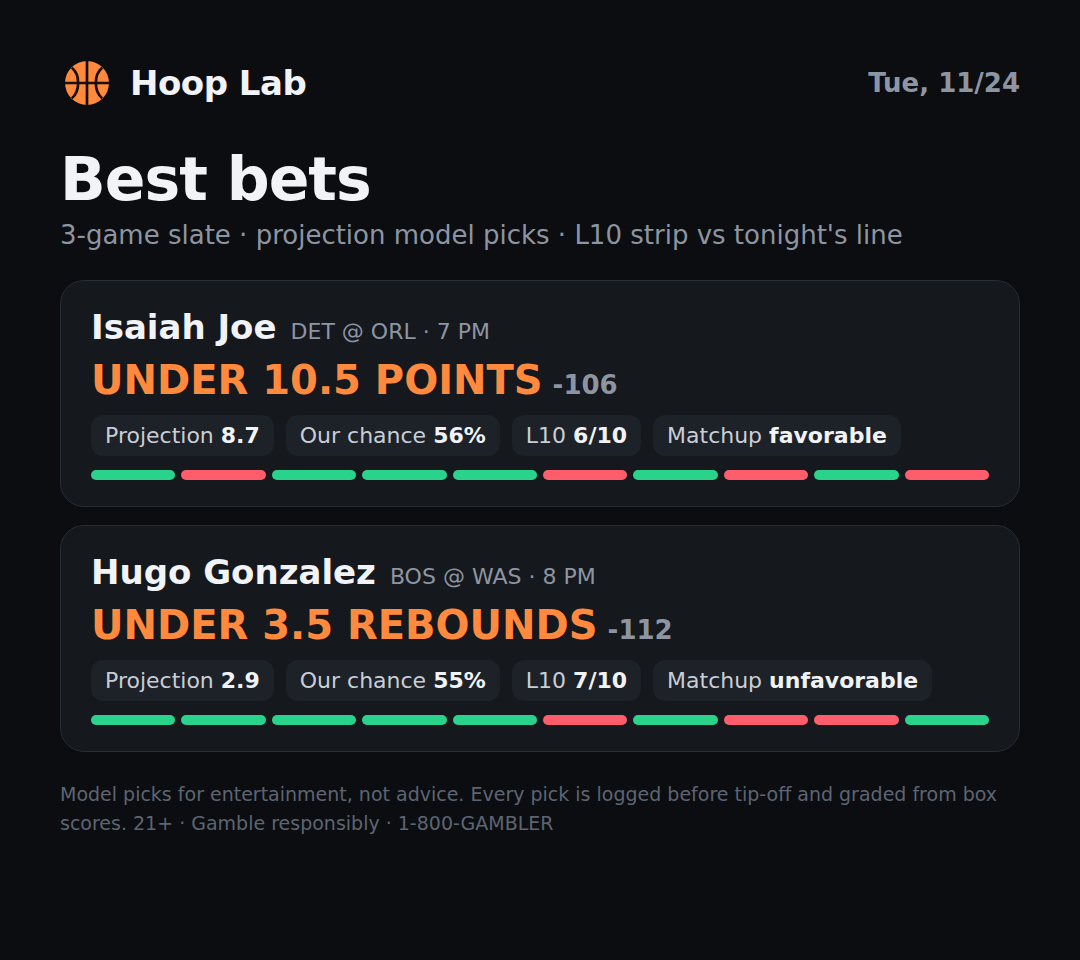 Hoop Lab
Tue, 11/24
Best bets
3-game slate · projection model picks · L10 strip vs tonight's line
Isaiah Joe DET @ ORL · 7 PM
UNDER 10.5 POINTS -106
Projection 8.7 Our chance 56% L10 6/10 Matchup favorable
Hugo Gonzalez BOS @ WAS · 8 PM
UNDER 3.5 REBOUNDS -112
Projection 2.9 Our chance 55% L10 7/10 Matchup unfavorable
Model picks for entertainment, not advice. Every pick is logged before tip-off and graded from box
scores. 21+ · Gamble responsibly · 1-800-GAMBLER